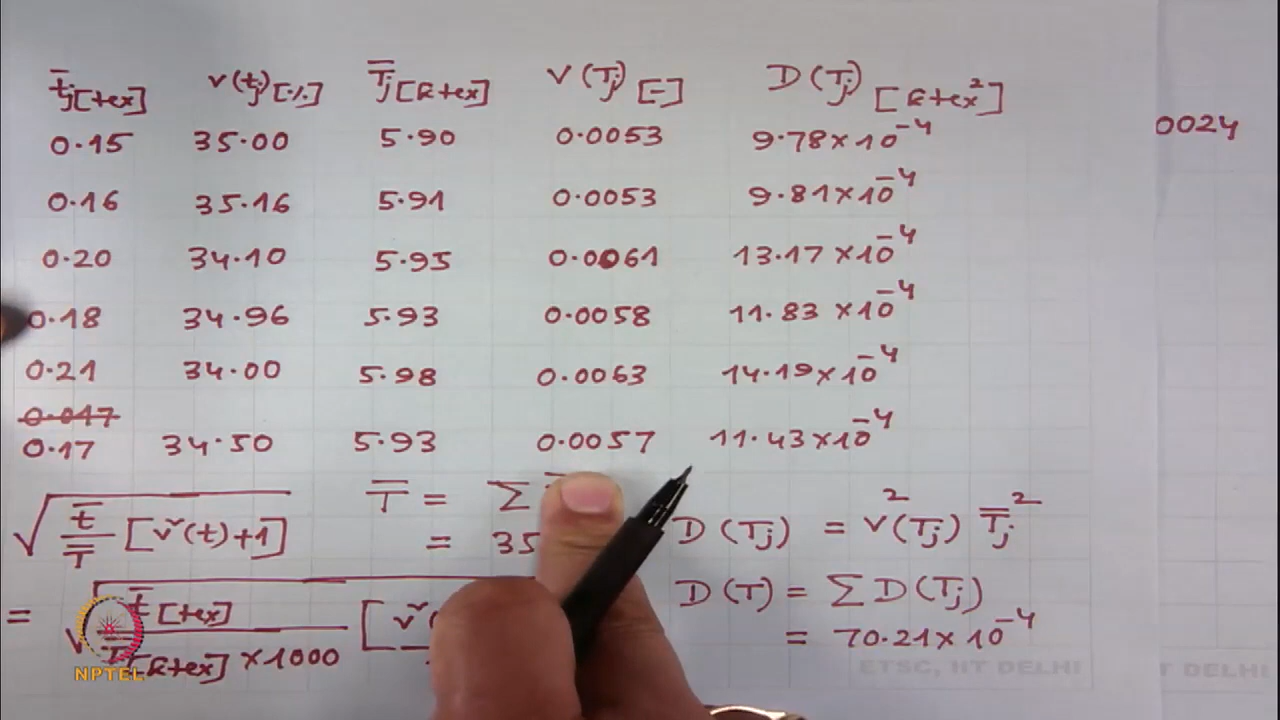 t̄j [tex] v(tj) [%] T̄j [ktex] V(Tj) [-] D(Tj) [ktex²]
0.15 35.00 5.90 0.0053 9.78×10⁻⁴ 0024
0.16 35.16 5.91 0.0053 9.81×10⁻⁴
0.20 34.10 5.95 0.0061 13.17×10⁻⁴
0.18 34.96 5.93 0.0058 11.83×10⁻⁴
0.21 34.00 5.98 0.0063 14.19×10⁻⁴
0.017
0.17 34.50 5.93 0.0057 11.43×10⁻⁴
√(t̄/T̄ [v²(t)+1]) T̄ = Σ D(Tj) = v²(Tj) T̄j²
= 35 D(T) = Σ D(Tj)
= √(t̄[tex]/T̄[ktex]×1000 [v² = 70.21×10⁻⁴
NPTEL
ETSC, IIT DELHI IIT DELHI